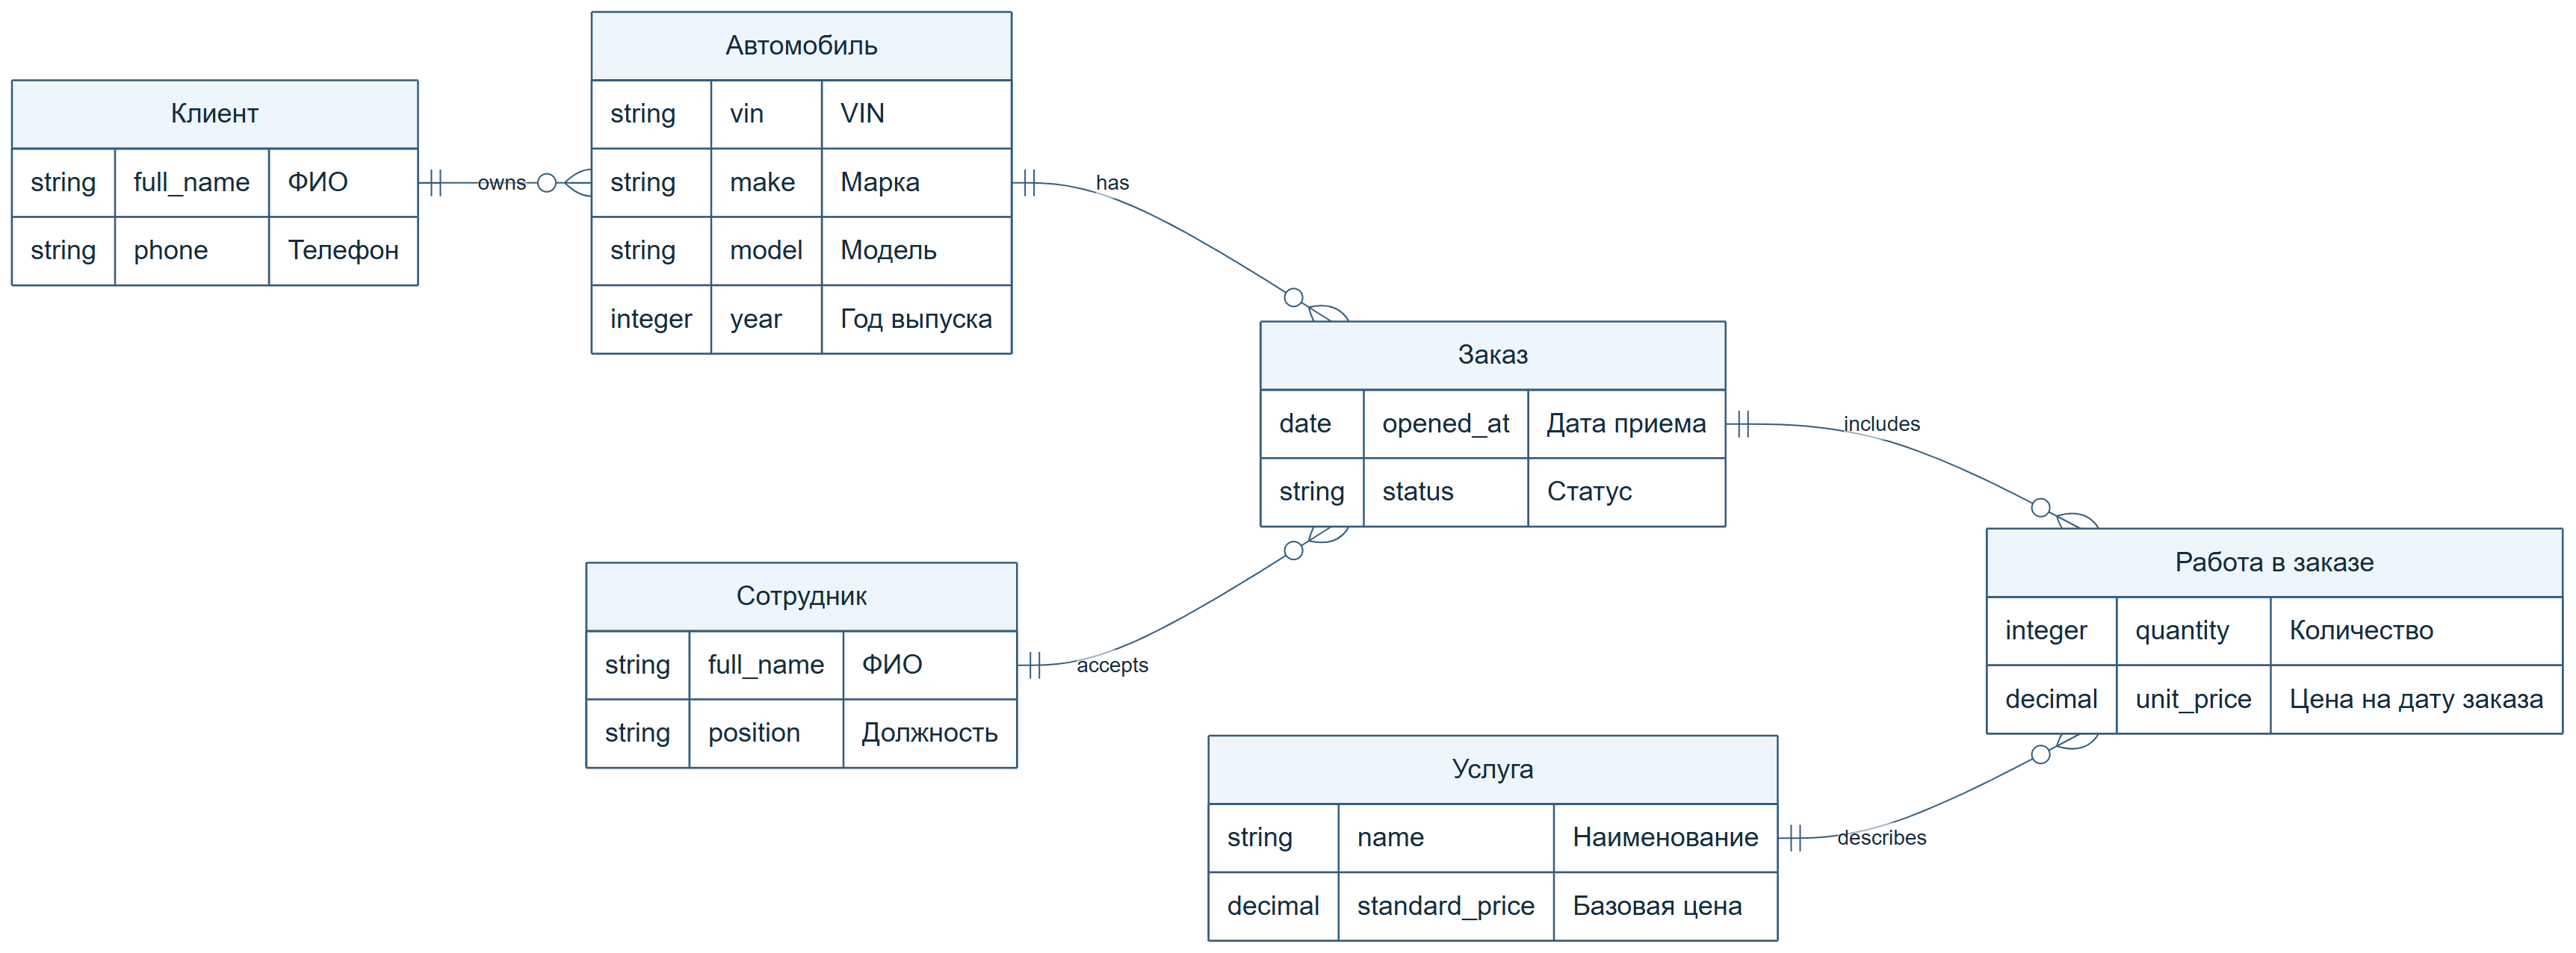 Клиент
string full_name ФИО
string phone Телефон
owns
Автомобиль
string vin VIN
string make Марка
string model Модель
integer year Год выпуска
has
Заказ
date opened_at Дата приема
string status Статус
includes
Сотрудник
string full_name ФИО
string position Должность
accepts
Работа в заказе
integer quantity Количество
decimal unit_price Цена на дату заказа
Услуга
string name Наименование
decimal standard_price Базовая цена
describes